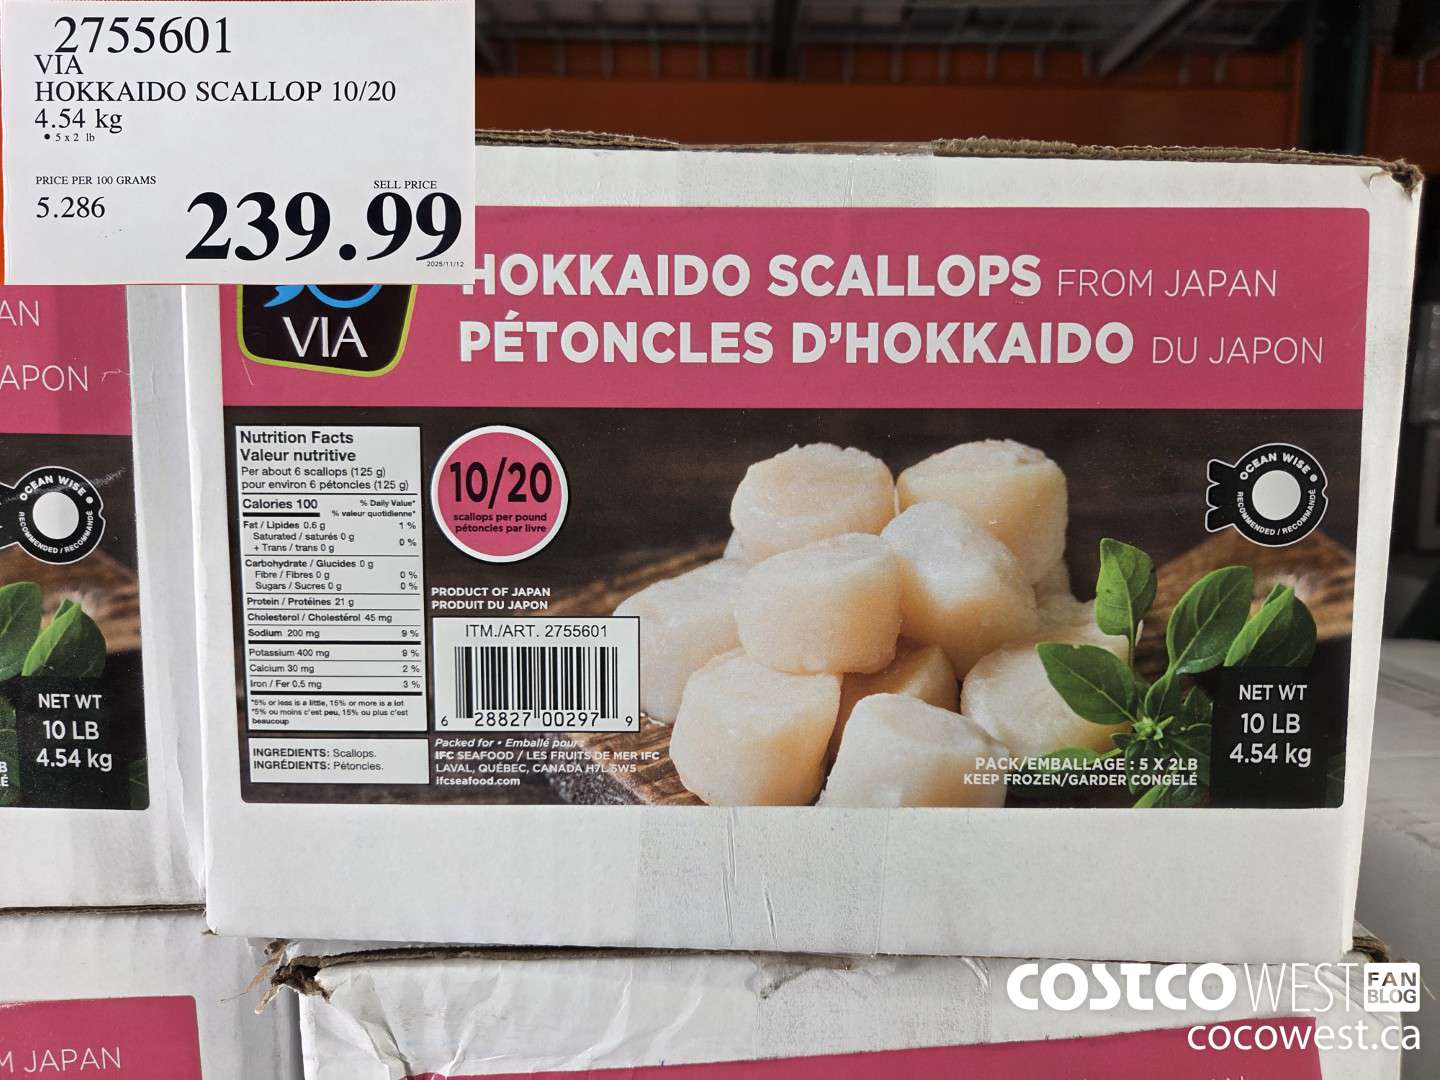 2755601
VIA
HOKKAIDO SCALLOP 10/20
4.54 kg
• 5 x 2 lb
PRICE PER 100 GRAMS
5.286
SELL PRICE
239.99
2025/11/12
HOKKAIDO SCALLOPS FROM JAPAN
PÉTONCLES D'HOKKAIDO DU JAPON
VIA
Nutrition Facts
Valeur nutritive
Per about 6 scallops (125 g)
pour environ 6 pétoncles (125 g)
Calories 100
% Daily Value*
% valeur quotidienne*
Fat / Lipides 0.6 g 1 %
Saturated / saturés 0 g
+ Trans / trans 0 g
0 %
Carbohydrate / Glucides 0 g
Fibre / Fibres 0 g 0 %
Sugars / Sucres 0 g 0 %
Protein / Protéines 21 g
Cholesterol / Cholestérol 45 mg
Sodium 200 mg 9 %
Potassium 400 mg 9 %
Calcium 30 mg 2 %
Iron / Fer 0.5 mg 3 %
*5% or less is a little, 15% or more is a lot
*5% ou moins c'est peu, 15% ou plus c'est
beaucoup
INGREDIENTS: Scallops.
INGRÉDIENTS: Pétoncles.
10/20
scallops per pound
pétoncles par livre
PRODUCT OF JAPAN
PRODUIT DU JAPON
ITM./ART. 2755601
6 28827 00297 9
Packed for • Emballé pour:
IFC SEAFOOD / LES FRUITS DE MER IFC
LAVAL, QUÉBEC, CANADA H7L 5W5
ifcseafood.com
OCEAN WISE
RECOMMENDED / RECOMMANDÉ
NET WT
10 LB
4.54 kg
PACK/EMBALLAGE : 5 X 2LB
KEEP FROZEN/GARDER CONGELÉ
AN
APON
OCEAN WISE
RECOMMENDED / RECOMMANDÉ
NET WT
10 LB
4.54 kg
B
É
M JAPAN
COSTCO WEST FAN BLOG
cocowest.ca